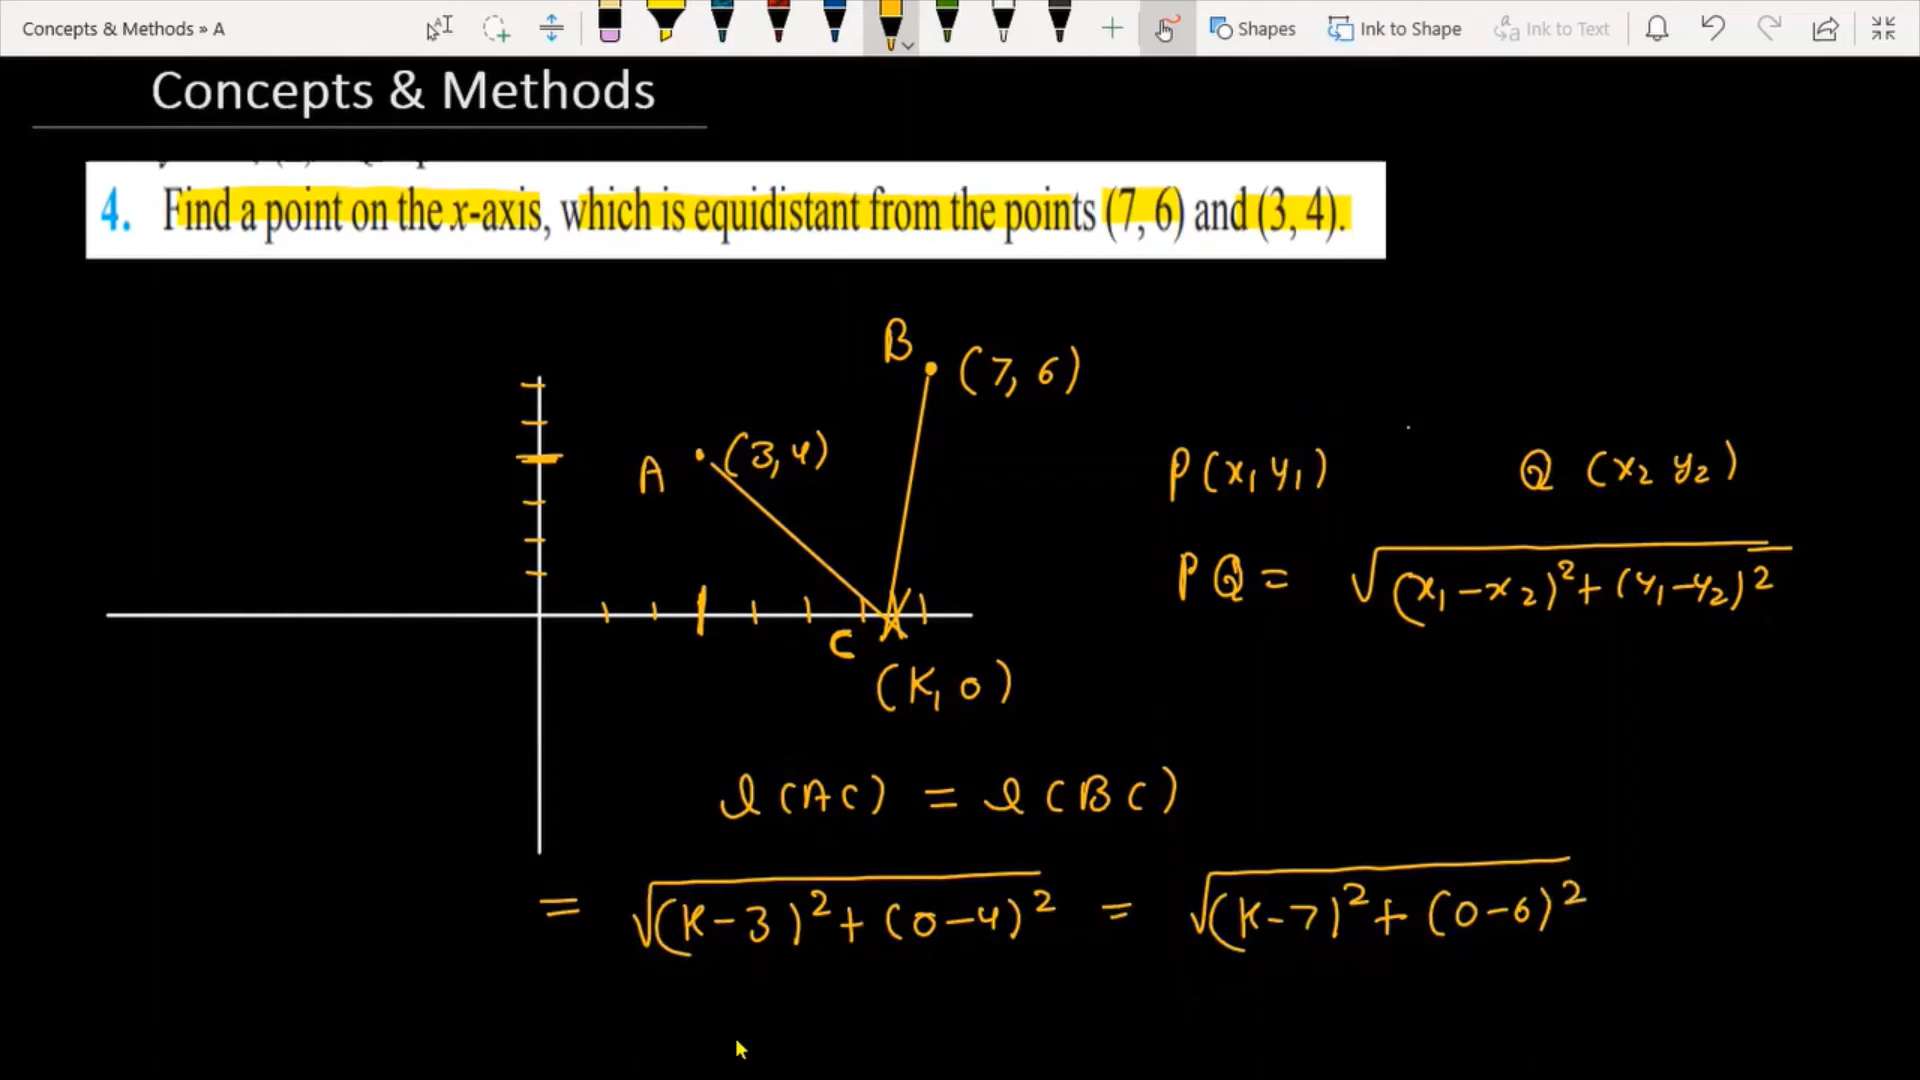 Concepts & Methods » A
Shapes
Ink to Shape
Ink to Text
Concepts & Methods
4. Find a point on the x-axis, which is equidistant from the points (7, 6) and (3, 4).
B
(7, 6)
A
(3, 4)
P(x₁ y₁)
Q (x₂ y₂)
PQ = √(x₁-x₂)²+(y₁-y₂)²
C
(K, 0)
l(AC) = l(BC)
= √(K-3)²+(0-4)² = √(K-7)²+(0-6)²